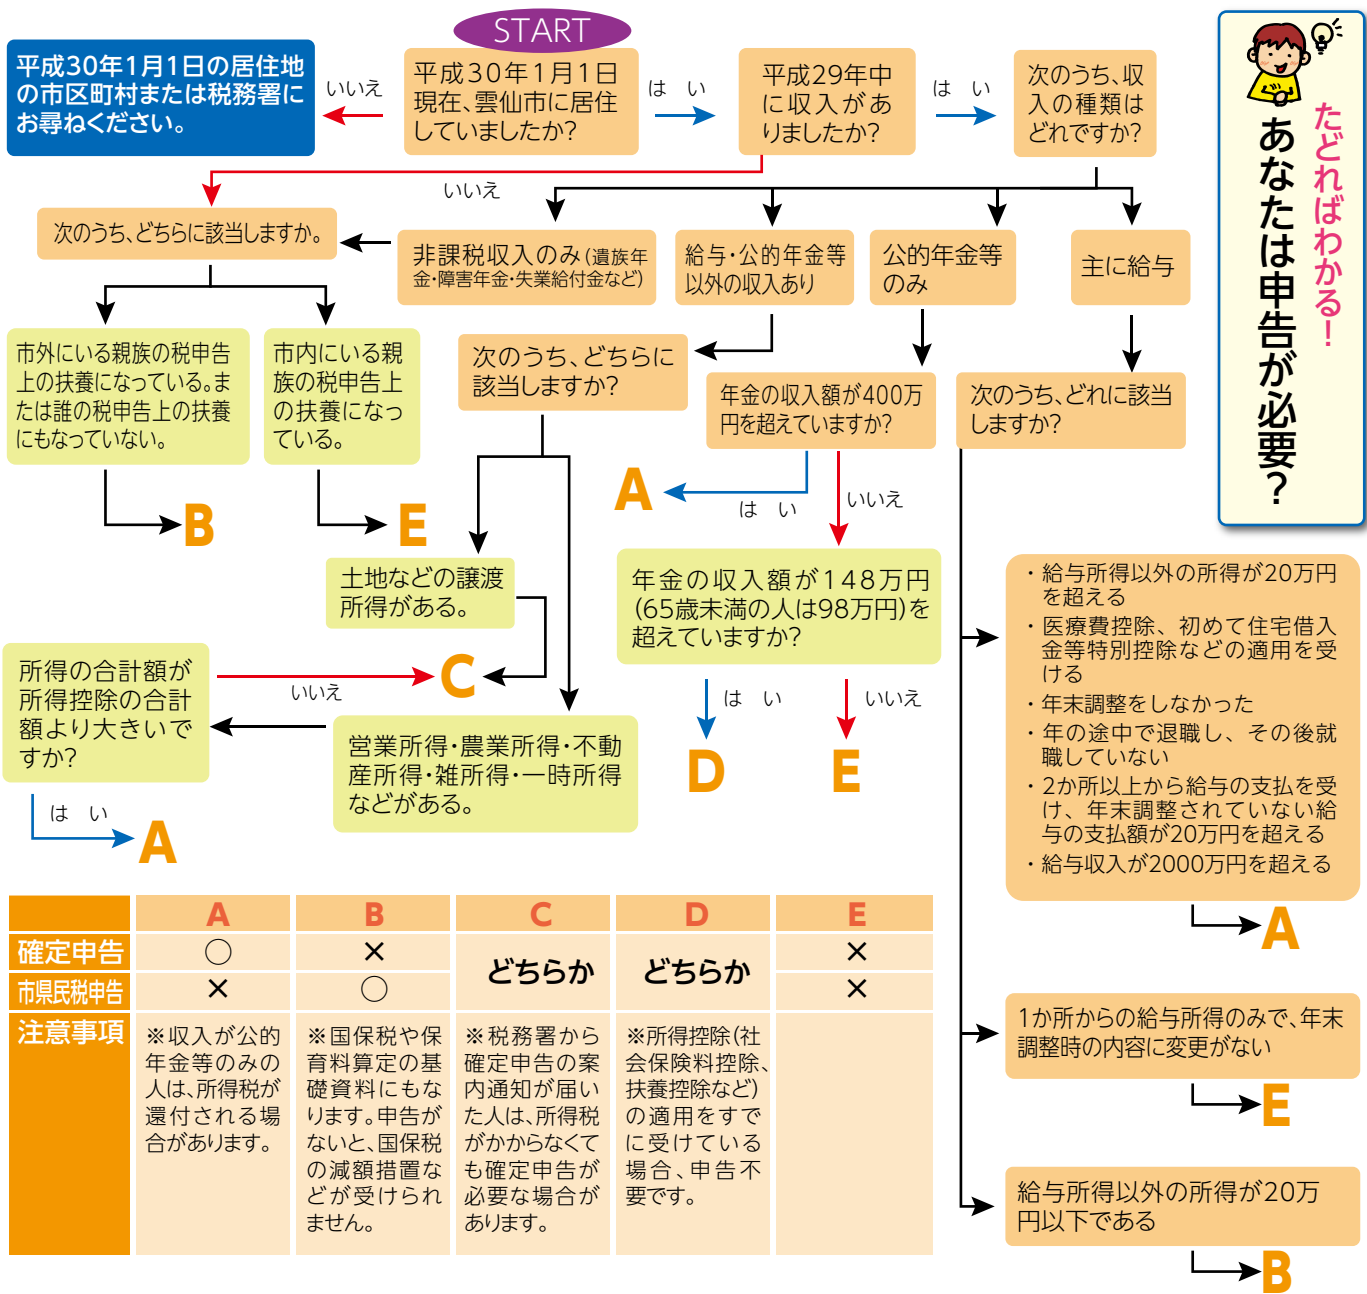 START
平成30年1月1日の居住地
の市区町村または税務署に
お尋ねください。
いいえ
平成30年1月1日
現在、雲仙市に居住
していましたか?
は い
平成29年中
に収入があ
りましたか?
は い
次のうち、収
入の種類は
どれですか?
たどればわかる!
あなたは申告が必要?
いいえ
次のうち、どちらに該当しますか。
非課税収入のみ(遺族年
金・障害年金・失業給付金など)
給与・公的年金等
以外の収入あり
公的年金等
のみ
主に給与
市外にいる親族の税申告
上の扶養になっている。ま
たは誰の税申告上の扶養
にもなっていない。
市内にいる親
族の税申告上
の扶養になっ
ている。
次のうち、どちらに
該当しますか?
年金の収入額が400万
円を超えていますか?
次のうち、どれに該当
しますか?
B
E
A
は い
いいえ
土地などの譲渡
所得がある。
年金の収入額が148万円
(65歳未満の人は98万円)を
超えていますか?
所得の合計額が
所得控除の合計
額より大きいで
すか?
いいえ
C
は い
いいえ
営業所得・農業所得・不動
産所得・雑所得・一時所得
などがある。
D
E
は い
A
・給与所得以外の所得が20万円
を超える
・医療費控除、初めて住宅借入
金等特別控除などの適用を受
ける
・年末調整をしなかった
・年の途中で退職し、その後就
職していない
・2か所以上から給与の支払を受
け、年末調整されていない給
与の支払額が20万円を超える
・給与収入が2000万円を超える
A
1か所からの給与所得のみで、年末
調整時の内容に変更がない
E
給与所得以外の所得が20万
円以下である
B
A B C D E
確定申告 ○ × どちらか どちらか ×
市県民税申告 × ○ ×
注意事項
※収入が公的
年金等のみの
人は、所得税が
還付される場
合があります。
※国保税や保
育料算定の基
礎資料にもな
ります。申告が
ないと、国保税
の減額措置な
どが受けられ
ません。
※税務署から
確定申告の案
内通知が届い
た人は、所得税
がかからなくて
も確定申告が
必要な場合が
あります。
※所得控除(社
会保険料控除、
扶養控除など)
の適用をすで
に受けている
場合、申告不
要です。